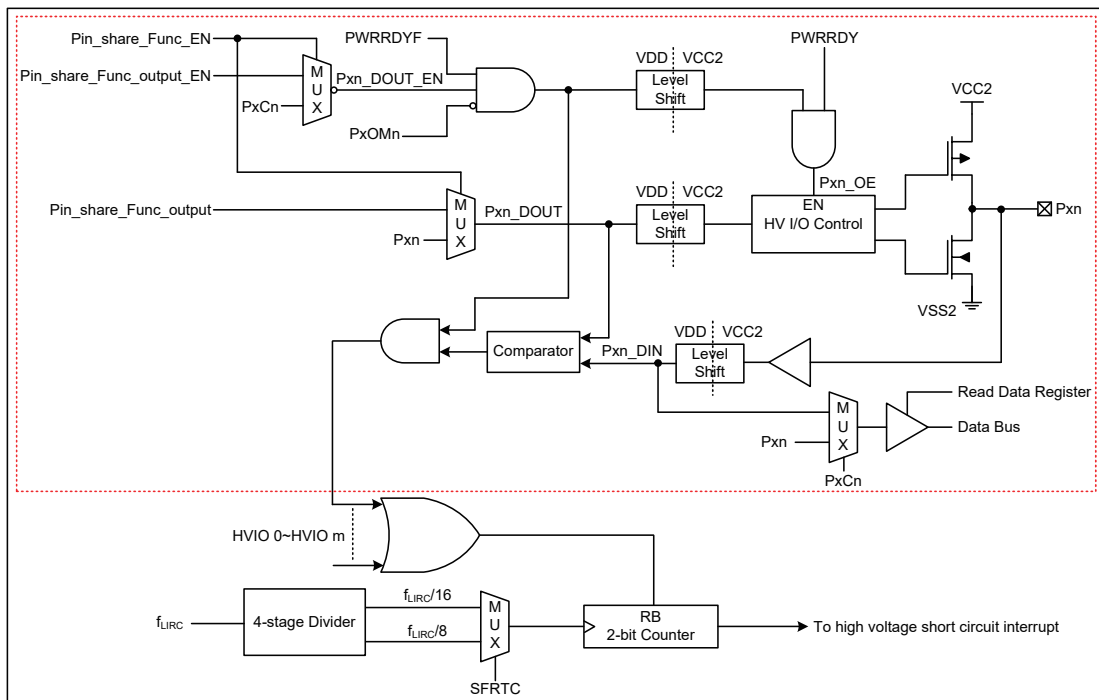 Pin_share_Func_EN
PWRRDYF
PWRRDY
Pin_share_Func_output_EN
M
U
X
Pxn_DOUT_EN
PxCn
PxOMn
VDD
VCC2
Level
Shift
VCC2
Pin_share_Func_output
M
U
X
Pxn_DOUT
Pxn
VDD
VCC2
Level
Shift
Pxn_OE
EN
HV I/O Control
Pxn
VSS2
Comparator
Pxn_DIN
VDD
VCC2
Level
Shift
M
U
X
Pxn
PxCn
Read Data Register
Data Bus
HVIO 0~HVIO m
fLIRC
4-stage Divider
fLIRC/16
fLIRC/8
M
U
X
SFRTC
RB
2-bit Counter
To high voltage short circuit interrupt